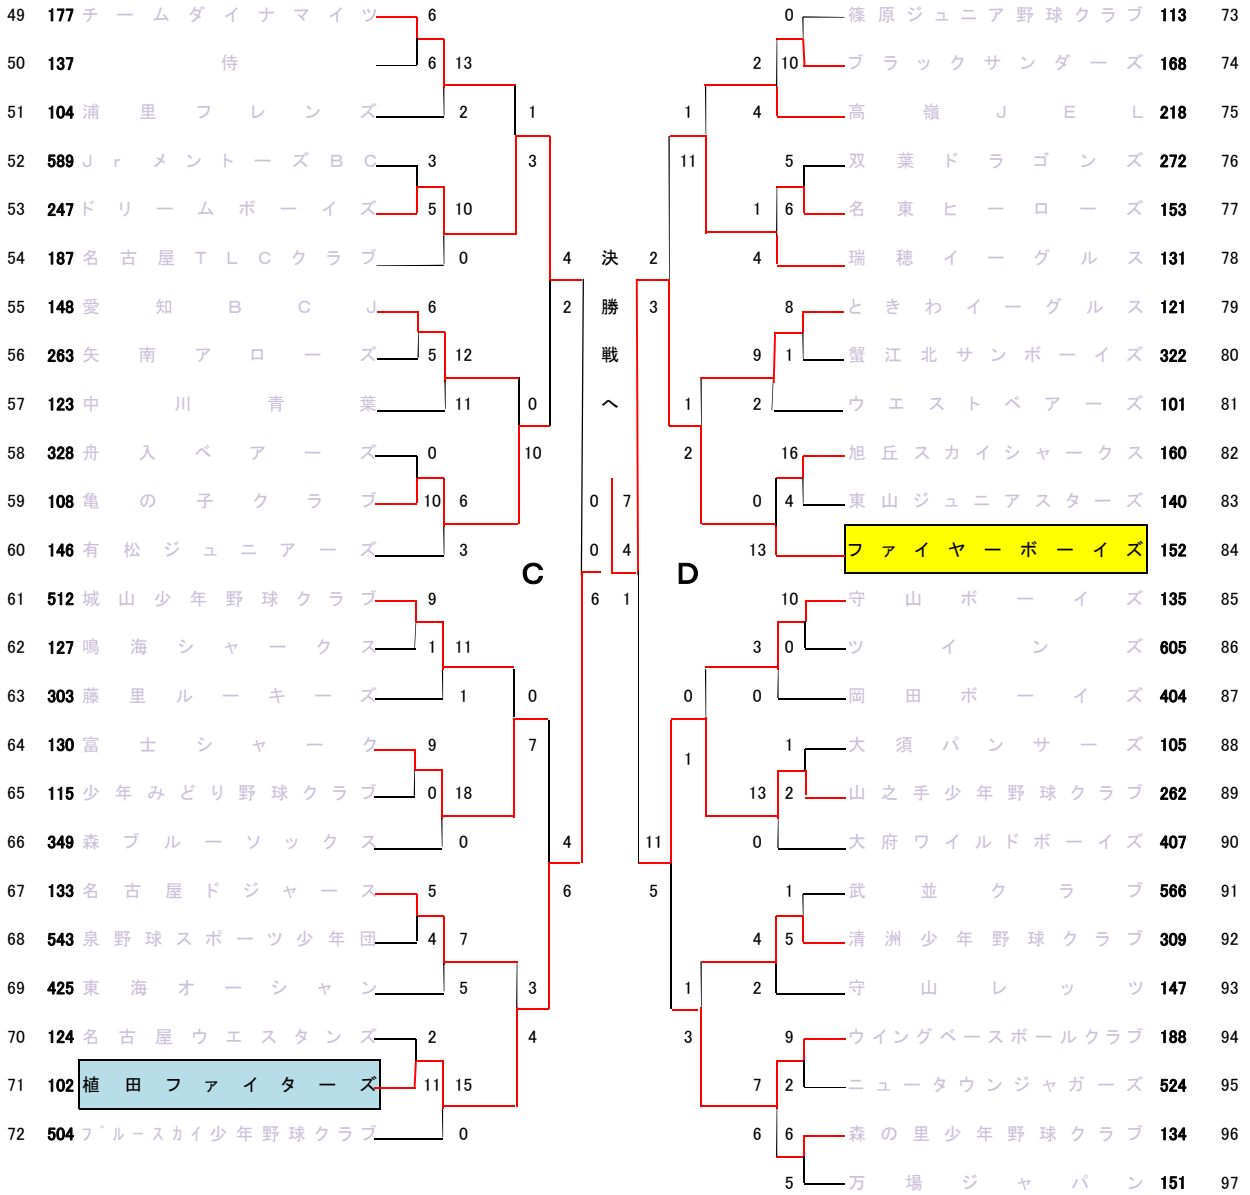 49 177 チームダイナマイツ 6
50 137 侍 6 13
51 104 浦里フレンズ 2 1
52 589 Jrメントーズ BC 3 3
53 247 ドリームボーイズ 5 10
54 187 名古屋TLCクラブ 0 4
55 148 愛知BCJ 6 2
56 263 矢南アローズ 5 12
57 123 中川青葉 11 0
58 328 舟入ベアーズ 0 10
59 108 亀の子クラブ 10 6 0
60 146 有松ジュニアーズ 3 0
C
61 512 城山少年野球クラブ 9 6
62 127 鳴海シャークス 1 11
63 303 藤里ルーキーズ 1 0
64 130 富士シャーク 9 7
65 115 少年みどり野球クラブ 0 18
66 349 森ブルーソックス 0 4
67 133 名古屋ドジャース 5 6
68 543 泉野球スポーツ少年団 4 7
69 425 東海オーシャン 5 3
70 124 名古屋ウエスタンズ 2 4
71 102 植田ファイターズ 11 15
72 504 ブルースカイ少年野球クラブ 0
決勝戦へ
0 篠原ジュニア野球クラブ 113 73
2 10 ブラックサンダーズ 168 74
1 4 高嶺JEL 218 75
11 5 双葉ドラゴンズ 272 76
1 6 名東ヒーローズ 153 77
2 4 瑞穂イーグルス 131 78
3 8 ときわイーグルス 121 79
9 1 蟹江北サンボーイズ 322 80
1 2 ウエストベアーズ 101 81
2 16 旭丘スカイシャークス 160 82
7 0 4 東山ジュニアスターズ 140 83
4 13 ファイヤーボーイズ 152 84
D
1 10 守山ボーイズ 135 85
3 0 ツインズ 605 86
0 0 岡田ボーイズ 404 87
1 1 大須パンサーズ 105 88
13 2 山之手少年野球クラブ 262 89
11 0 大府ワイルドボーイズ 407 90
5 1 武並クラブ 566 91
4 5 清洲少年野球クラブ 309 92
1 2 守山レッツ 147 93
3 9 ウイングベースボールクラブ 188 94
7 2 ニュータウンジャガーズ 524 95
6 6 森の里少年野球クラブ 134 96
5 万場ジャパン 151 97